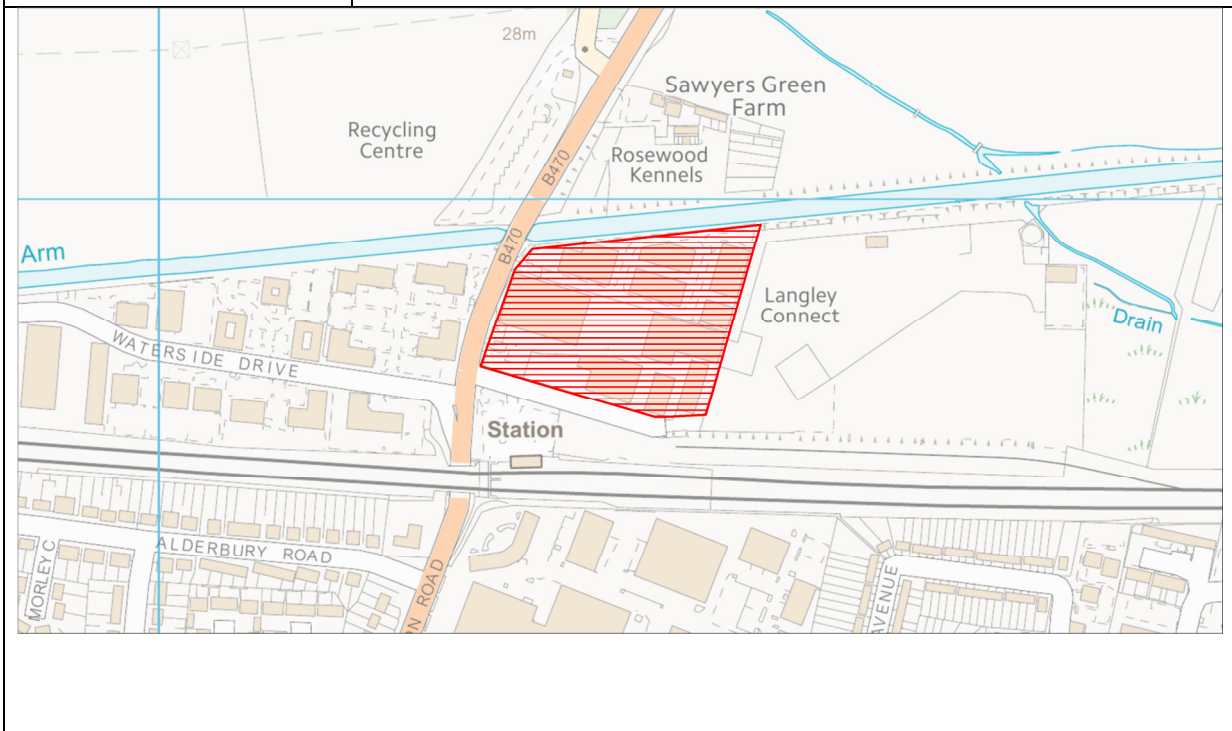 28m
Sawyers Green
Farm
Recycling
Centre
B470
Rosewood
Kennels
Arm
B470
Langley
Connect
Drain
WATERSIDE DRIVE
Station
ALDERBURY ROAD
MORLEY C
ON ROAD
AVENUE